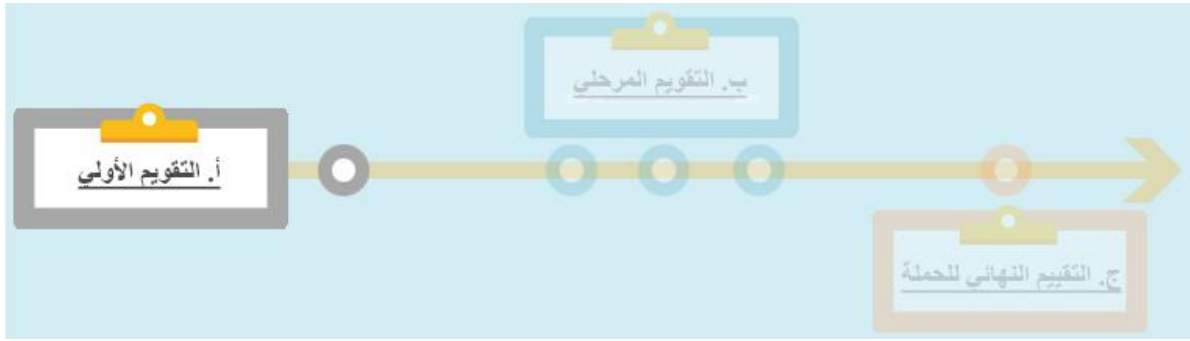 أ. التقويم الأولي
ب. التقويم المرحلي
ج. التقييم النهائي للحملة